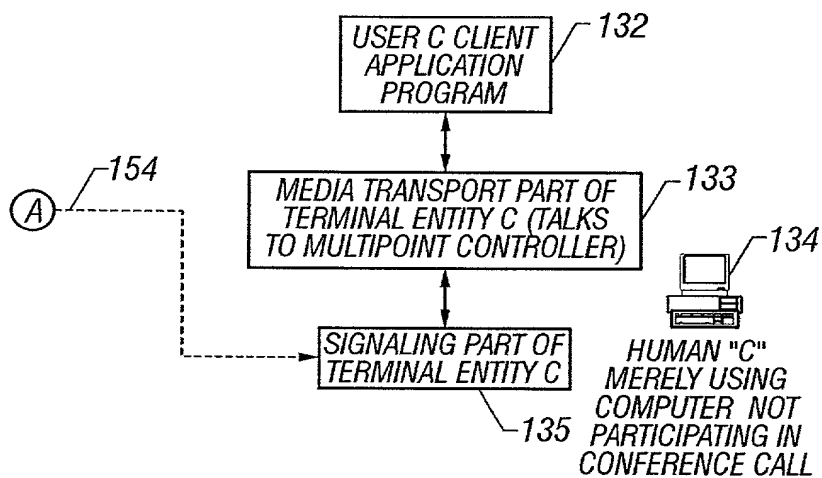 USER C CLIENT
APPLICATION
PROGRAM
132
154
A
MEDIA TRANSPORT PART OF
TERMINAL ENTITY C (TALKS
TO MULTIPOINT CONTROLLER)
133
134
SIGNALING PART OF
TERMINAL ENTITY C
135
HUMAN "C"
MERELY USING
COMPUTER NOT
PARTICIPATING IN
CONFERENCE CALL